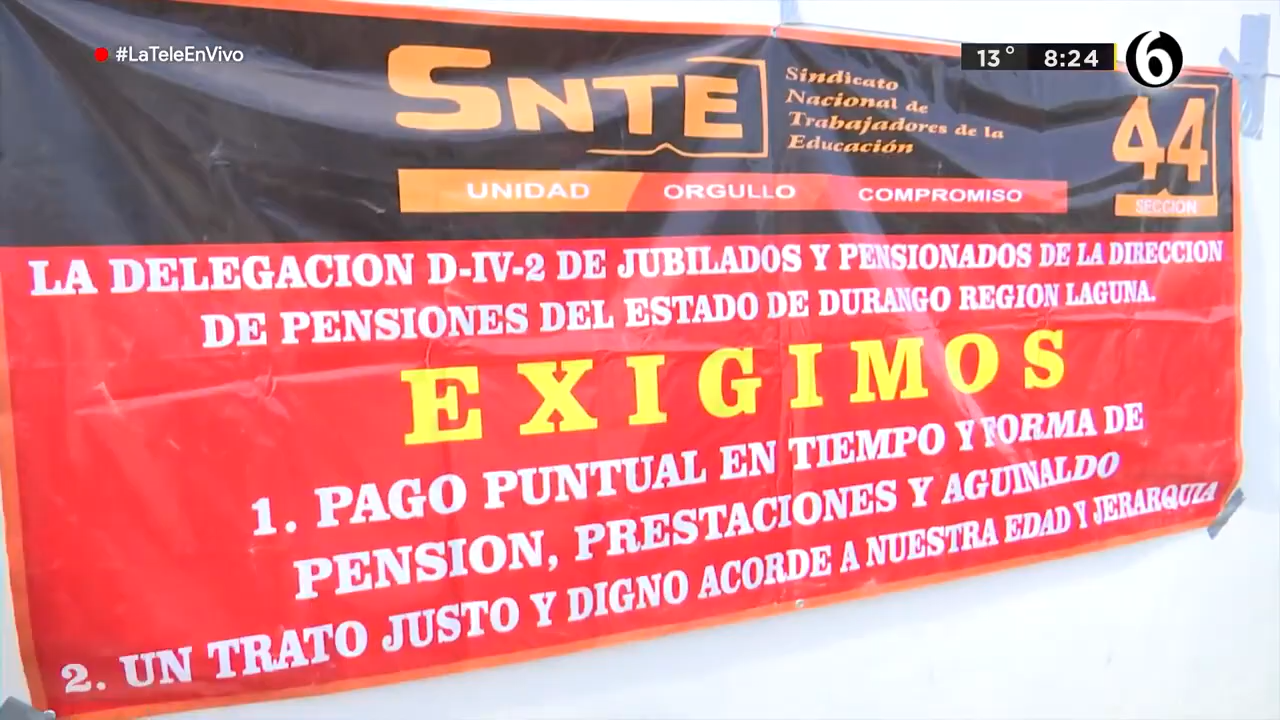 #LaTeleEnVivo
13° 8:24 6
SNTE
Sindicato
Nacional de
Trabajadores de la
Educación
44
SECCIÓN
UNIDAD ORGULLO COMPROMISO
LA DELEGACION D-IV-2 DE JUBILADOS Y PENSIONADOS DE LA DIRECCION
DE PENSIONES DEL ESTADO DE DURANGO REGION LAGUNA.
EXIGIMOS
1. PAGO PUNTUAL EN TIEMPO Y FORMA DE
PENSION, PRESTACIONES Y AGUINALDO
2. UN TRATO JUSTO Y DIGNO ACORDE A NUESTRA EDAD Y JERARQUIA